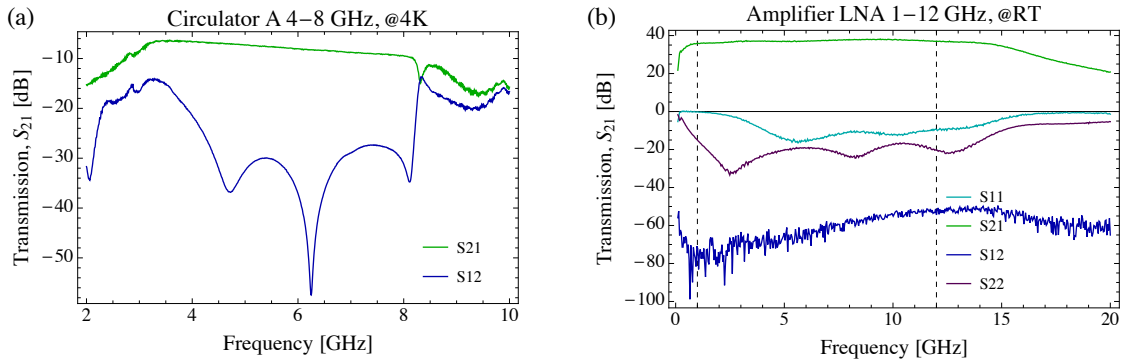 (a)
Circulator A 4−8 GHz, @4K
Transmission, S21 [dB]
−10
−20
−30
−40
−50
S21
S12
2 4 6 8 10
Frequency [GHz]
(b)
Amplifier LNA 1−12 GHz, @RT
Transmission, S21 [dB]
40
20
0
−20
−40
−60
−80
−100
S11
S21
S12
S22
0 5 10 15 20
Frequency [GHz]